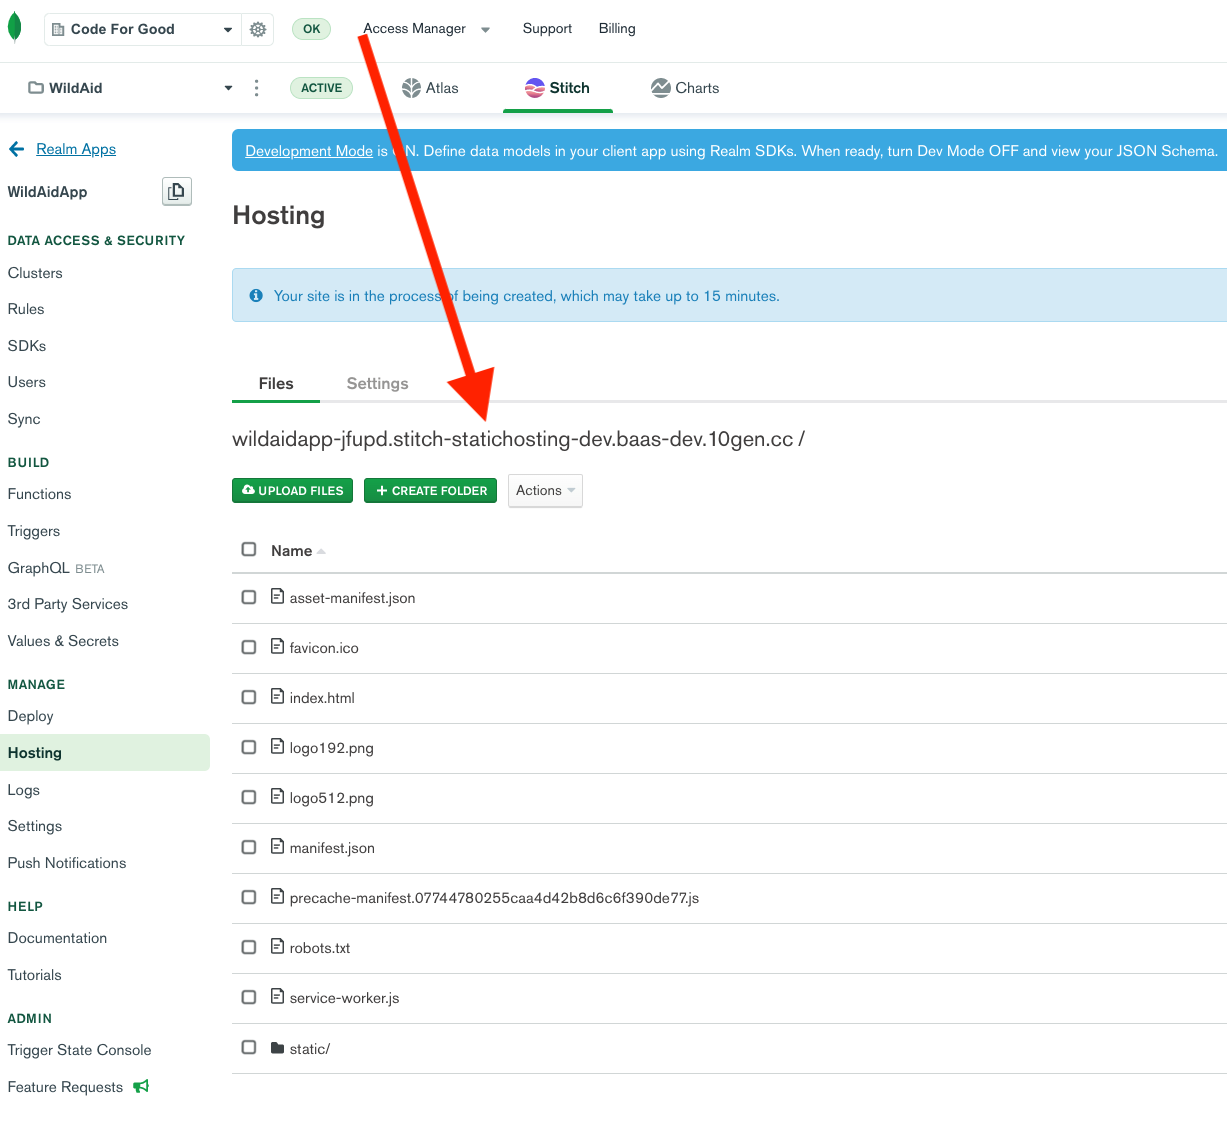 Code For Good
OK
Access Manager
Support
Billing
WildAid
ACTIVE
Atlas
Stitch
Charts
Realm Apps
WildAidApp
DATA ACCESS & SECURITY
Clusters
Rules
SDKs
Users
Sync
BUILD
Functions
Triggers
GraphQL BETA
3rd Party Services
Values & Secrets
MANAGE
Deploy
Hosting
Logs
Settings
Push Notifications
HELP
Documentation
Tutorials
ADMIN
Trigger State Console
Feature Requests
Development Mode is ON. Define data models in your client app using Realm SDKs. When ready, turn Dev Mode OFF and view your JSON Schema.
Hosting
Your site is in the process of being created, which may take up to 15 minutes.
Files
Settings
wildaidapp-jfupd.stitch-statichosting-dev.baas-dev.10gen.cc /
UPLOAD FILES
CREATE FOLDER
Actions
Name
asset-manifest.json
favicon.ico
index.html
logo192.png
logo512.png
manifest.json
precache-manifest.07744780255caa4d42b8d6c6f390de77.js
robots.txt
service-worker.js
static/